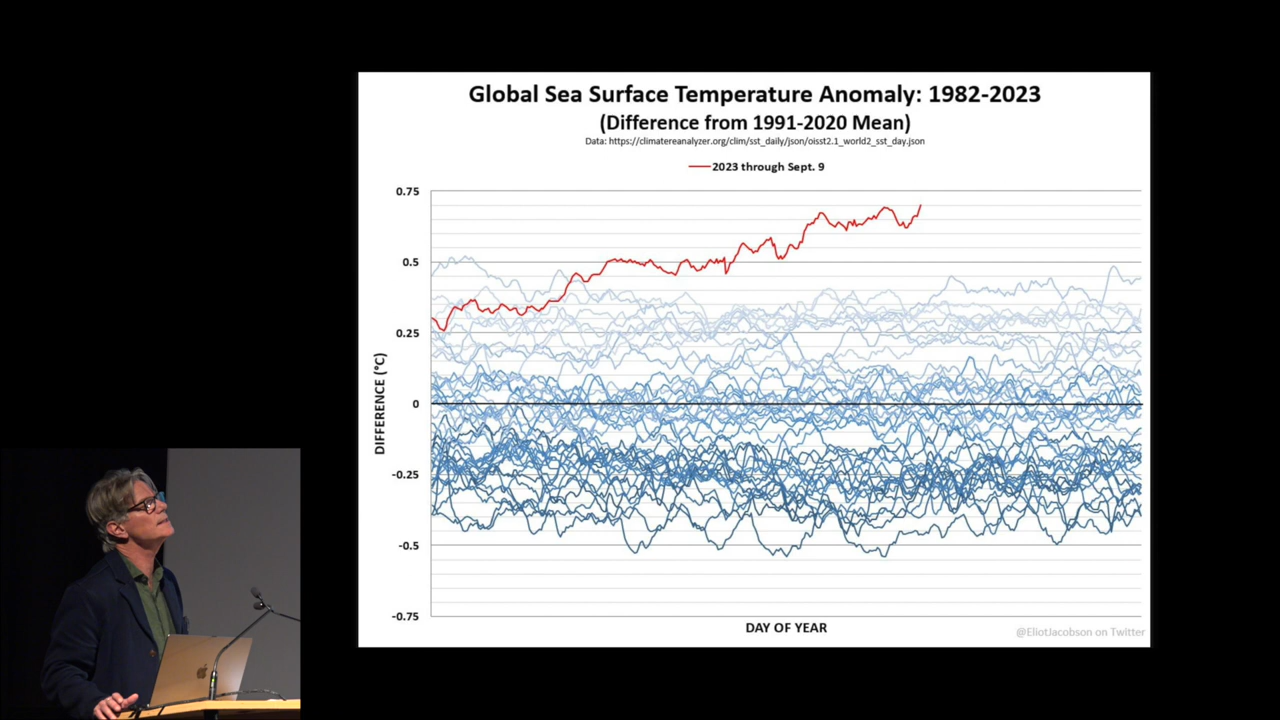 Global Sea Surface Temperature Anomaly: 1982-2023
(Difference from 1991-2020 Mean)
Data: https://climatereanalyzer.org/clim/sst_daily/json/oisst2.1_world2_sst_day.json
2023 through Sept. 9
0.75
0.5
0.25
0
-0.25
-0.5
-0.75
DIFFERENCE (°C)
DAY OF YEAR
@EliotJacobson on Twitter